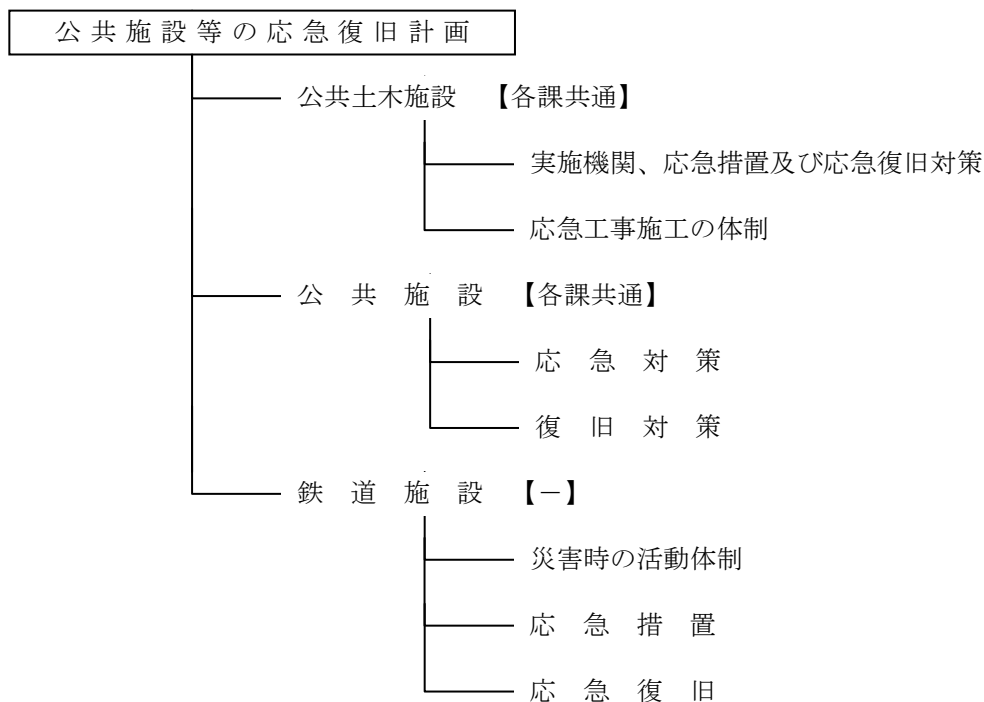 公共施設等の応急復旧計画
公共土木施設 【各課共通】
実施機関、応急措置及び応急復旧対策
応急工事施工の体制
公共施設 【各課共通】
応急対策
復旧対策
鉄道施設 【－】
災害時の活動体制
応急措置
応急復旧